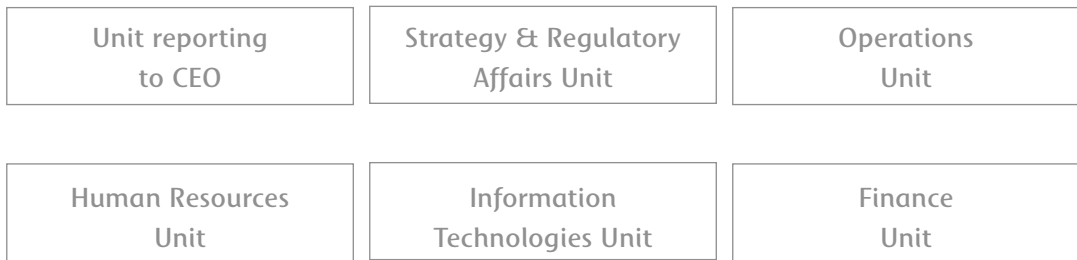 Unit reporting
to CEO
Strategy & Regulatory
Affairs Unit
Operations
Unit
Human Resources
Unit
Information
Technologies Unit
Finance
Unit